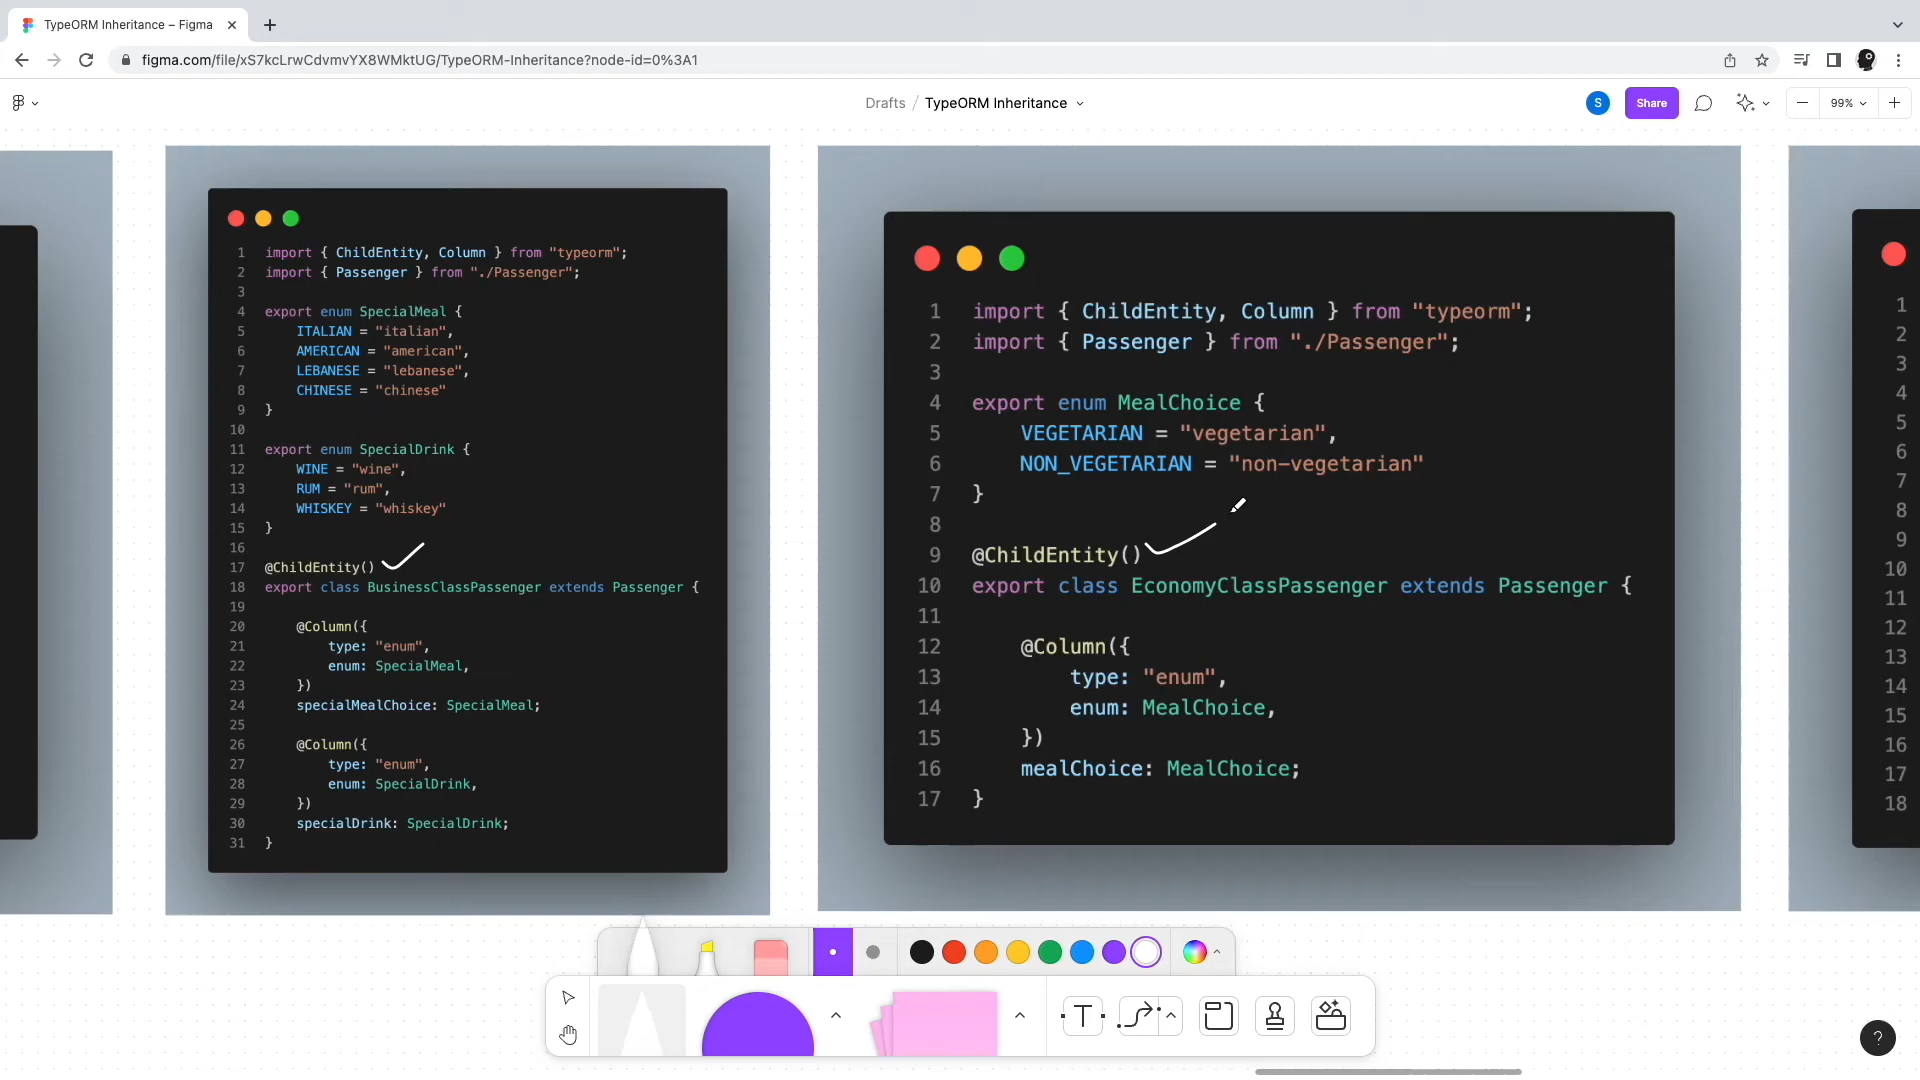 TypeORM Inheritance – Figma
figma.com/file/xS7kcLrwCdvmvYX8WMktUG/TypeORM-Inheritance?node-id=0%3A1
Drafts / TypeORM Inheritance
S
Share
99%
1 import { ChildEntity, Column } from "typeorm";
2 import { Passenger } from "./Passenger";
3
4 export enum SpecialMeal {
5 ITALIAN = "italian",
6 AMERICAN = "american",
7 LEBANESE = "lebanese",
8 CHINESE = "chinese"
9 }
10
11 export enum SpecialDrink {
12 WINE = "wine",
13 RUM = "rum",
14 WHISKEY = "whiskey"
15 }
16
17 @ChildEntity()
18 export class BusinessClassPassenger extends Passenger {
19
20 @Column({
21 type: "enum",
22 enum: SpecialMeal,
23 })
24 specialMealChoice: SpecialMeal;
25
26 @Column({
27 type: "enum",
28 enum: SpecialDrink,
29 })
30 specialDrink: SpecialDrink;
31 }
1 import { ChildEntity, Column } from "typeorm";
2 import { Passenger } from "./Passenger";
3
4 export enum MealChoice {
5 VEGETARIAN = "vegetarian",
6 NON_VEGETARIAN = "non-vegetarian"
7 }
8
9 @ChildEntity()
10 export class EconomyClassPassenger extends Passenger {
11
12 @Column({
13 type: "enum",
14 enum: MealChoice,
15 })
16 mealChoice: MealChoice;
17 }
1
2
3
4
5
6
7
8
9
10
11
12
13
14
15
16
17
18
T
?